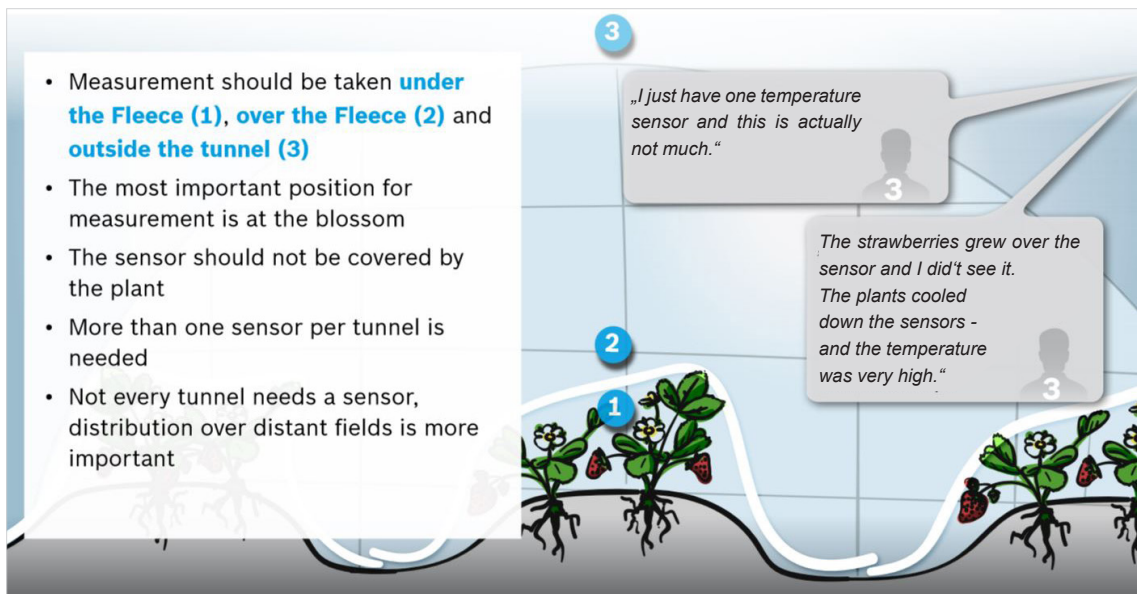 3
• Measurement should be taken under
the Fleece (1), over the Fleece (2) and
outside the tunnel (3)
• The most important position for
measurement is at the blossom
• The sensor should not be covered by
the plant
• More than one sensor per tunnel is
needed
• Not every tunnel needs a sensor,
distribution over distant fields is more
important
„I just have one temperature
sensor and this is actually
not much.“
3
The strawberries grew over the
sensor and I did‘t see it.
The plants cooled
down the sensors -
and the temperature
was very high.“
3
2
1